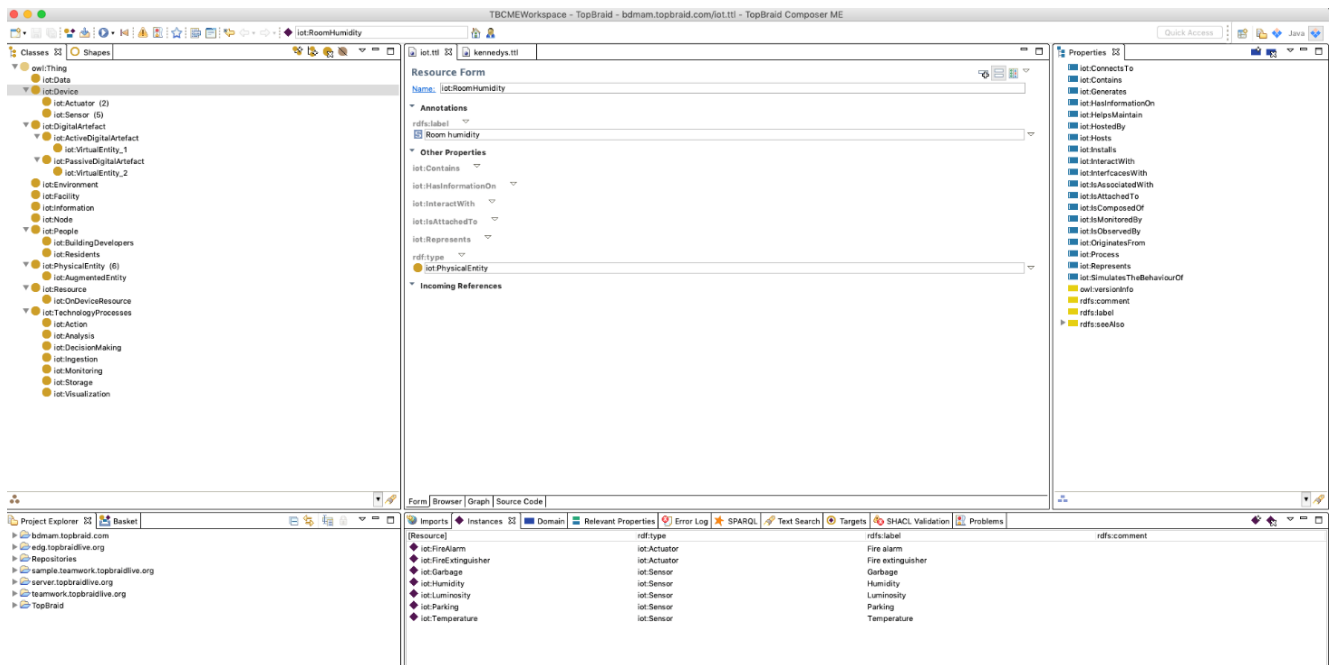 TBCMEWorkspace - TopBraid - bdmam.topbraid.com/iot.ttl - TopBraid Composer ME
iot:RoomHumidity
Quick Access
Java
Classes
Shapes
owl:Thing
iot:Data
iot:Device
iot:Actuator (2)
iot:Sensor (5)
iot:DigitalArtefact
iot:ActiveDigitalArtefact
iot:VirtualEntity_1
iot:PassiveDigitalArtefact
iot:VirtualEntity_2
iot:Environment
iot:Facility
iot:Information
iot:Node
iot:People
iot:BuildingDevelopers
iot:Residents
iot:PhysicalEntity (6)
iot:AugmentedEntity
iot:Resource
iot:OnDeviceResource
iot:TechnologyProcesses
iot:Action
iot:Analysis
iot:DecisionMaking
iot:Ingestion
iot:Monitoring
iot:Storage
iot:Visualization
iot.ttl
kennedys.ttl
Resource Form
Name: iot:RoomHumidity
Annotations
rdfs:label
Room humidity
Other Properties
iot:Contains
iot:HasInformationOn
iot:InteractWith
iot:IsAttachedTo
iot:Represents
rdf:type
iot:PhysicalEntity
Incoming References
Form Browser Graph Source Code
Properties
iot:ConnectsTo
iot:Contains
iot:Generates
iot:HasInformationOn
iot:HelpsMaintain
iot:HostedBy
iot:Hosts
iot:Installs
iot:InteractWith
iot:InterfcacesWith
iot:IsAssociatedWith
iot:IsAttachedTo
iot:IsComposedOf
iot:IsMonitoredBy
iot:IsObservedBy
iot:OriginatesFrom
iot:Process
iot:Represents
iot:SimulatesTheBehaviourOf
owl:versionInfo
rdfs:comment
rdfs:label
rdfs:seeAlso
Project Explorer
Basket
bdmam.topbraid.com
edg.topbraidlive.org
Repositories
sample.teamwork.topbraidlive.org
server.topbraidlive.org
teamwork.topbraidlive.org
TopBraid
Imports Instances Domain Relevant Properties Error Log SPARQL Text Search Targets SHACL Validation Problems
[Resource] rdf:type rdfs:label rdfs:comment
iot:FireAlarm iot:Actuator Fire alarm
iot:FireExtinguisher iot:Actuator Fire extinguisher
iot:Garbage iot:Sensor Garbage
iot:Humidity iot:Sensor Humidity
iot:Luminosity iot:Sensor Luminosity
iot:Parking iot:Sensor Parking
iot:Temperature iot:Sensor Temperature